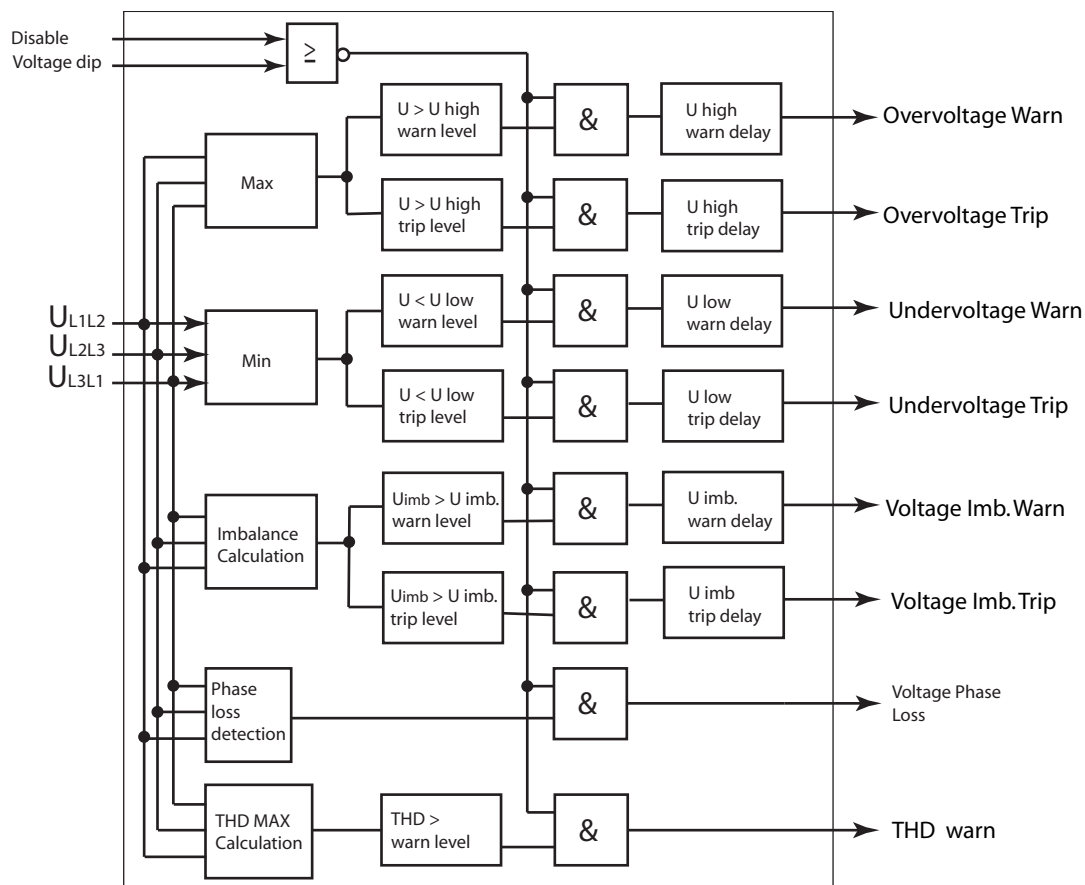 Disable
Voltage dip
≥
U > U high
warn level
&
U high
warn delay
Overvoltage Warn
Max
U > U high
trip level
&
U high
trip delay
Overvoltage Trip
UL1L2
UL2L3
UL3L1
Min
U < U low
warn level
&
U low
warn delay
Undervoltage Warn
U < U low
trip level
&
U low
trip delay
Undervoltage Trip
Imbalance
Calculation
Uimb > U imb.
warn level
&
U imb.
warn delay
Voltage Imb. Warn
Uimb > U imb.
trip level
&
U imb
trip delay
Voltage Imb. Trip
Phase
loss
detection
&
Voltage Phase
Loss
THD MAX
Calculation
THD >
warn level
&
THD warn